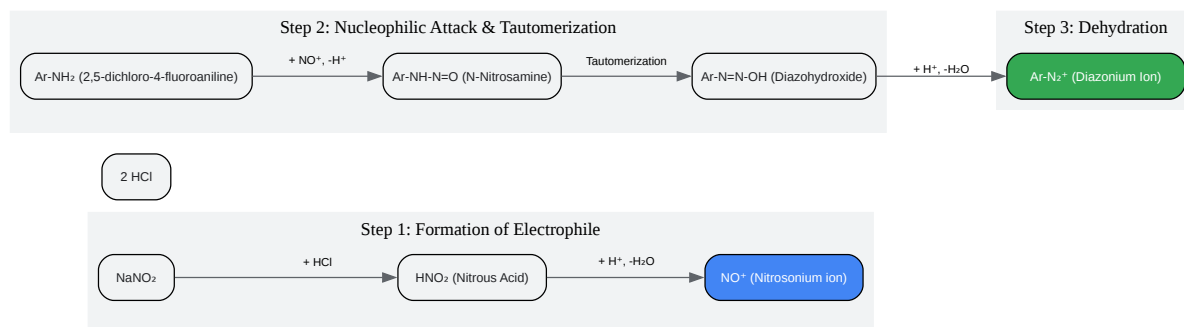 Step 2: Nucleophilic Attack & Tautomerization
Step 3: Dehydration
Ar-NH₂ (2,5-dichloro-4-fluoroaniline)
+ NO⁺, -H⁺
Ar-NH-N=O (N-Nitrosamine)
Tautomerization
Ar-N=N-OH (Diazohydroxide)
+ H⁺, -H₂O
Ar-N₂⁺ (Diazonium Ion)
2 HCl
Step 1: Formation of Electrophile
NaNO₂
+ HCl
HNO₂ (Nitrous Acid)
+ H⁺, -H₂O
NO⁺ (Nitrosonium ion)